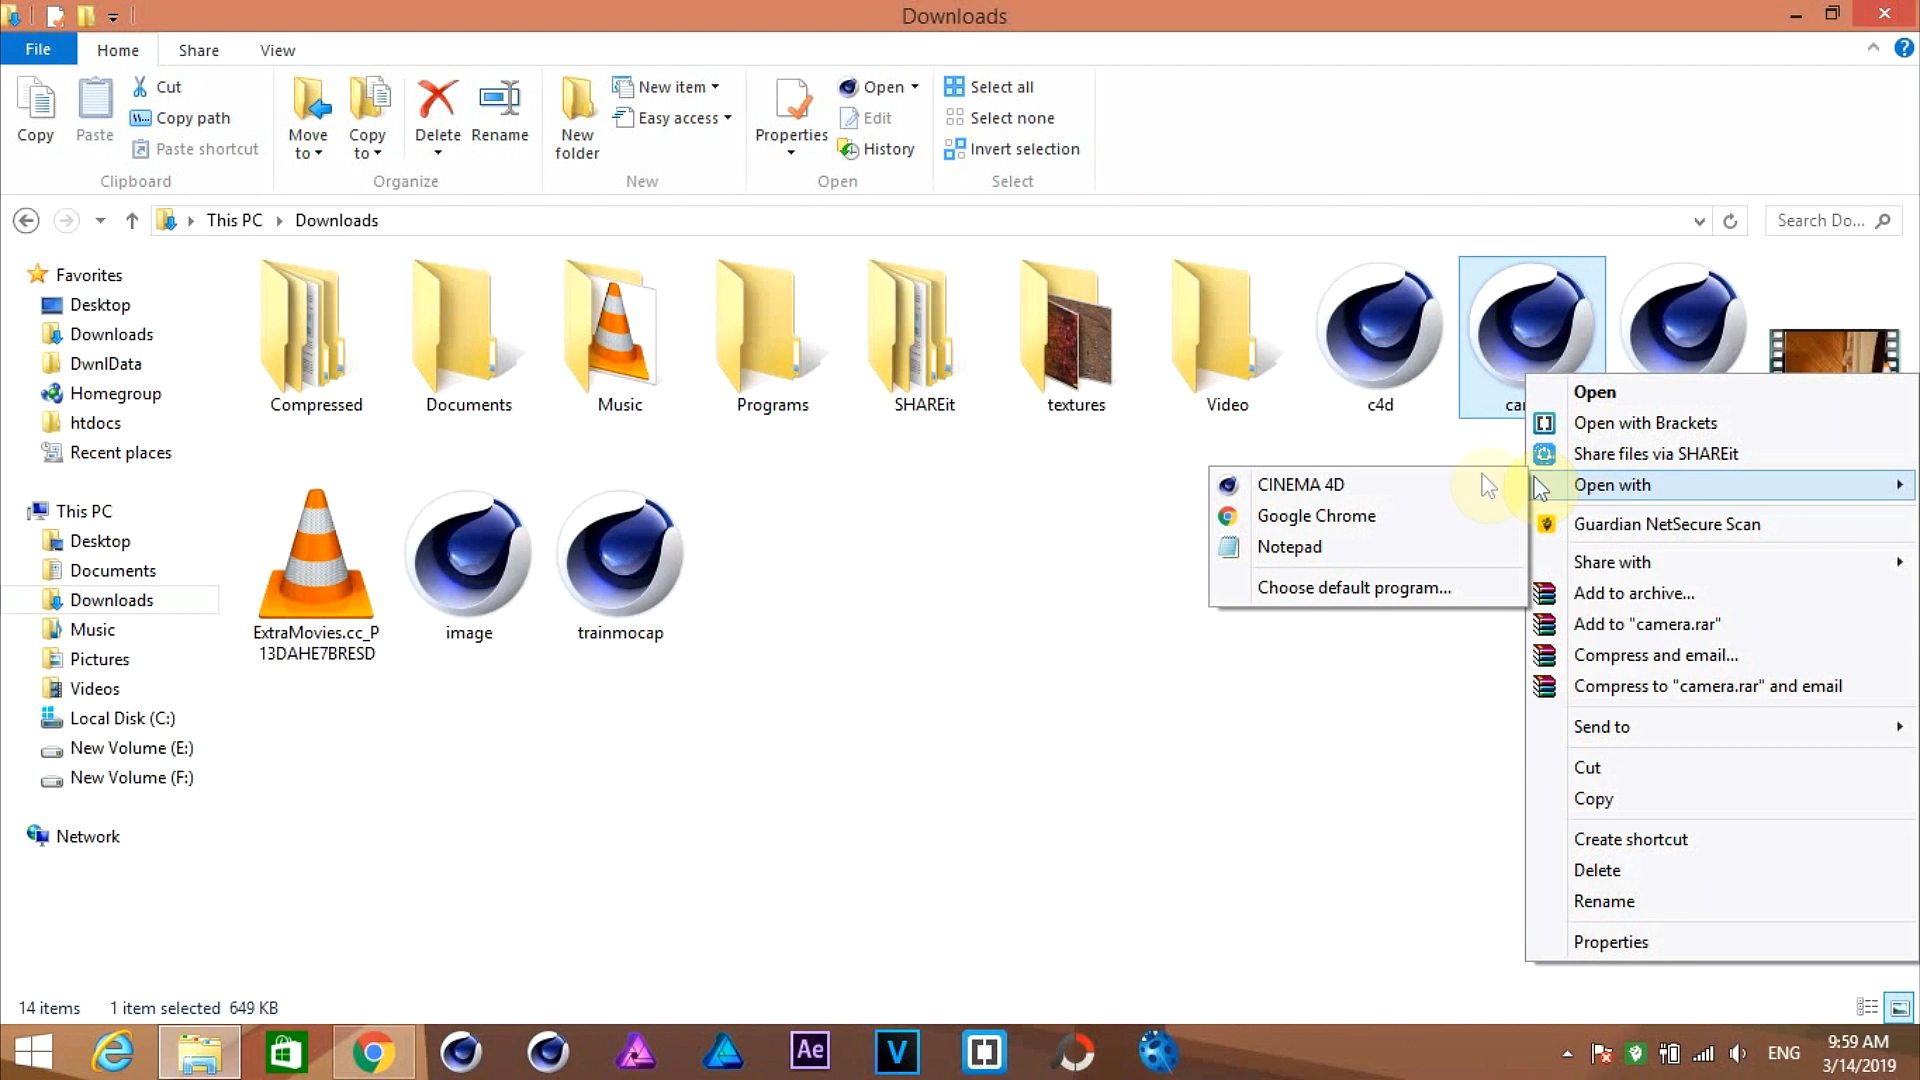 Downloads
File
Home
Share
View
Copy
Paste
Cut
Copy path
Paste shortcut
Clipboard
Move to
Copy to
Delete
Rename
Organize
New folder
New item
Easy access
New
Properties
Open
Edit
History
Open
Select all
Select none
Invert selection
Select
This PC
Downloads
Search Do...
Favorites
Desktop
Downloads
DwnlData
Homegroup
htdocs
Recent places
This PC
Desktop
Documents
Downloads
Music
Pictures
Videos
Local Disk (C:)
New Volume (E:)
New Volume (F:)
Network
Compressed
Documents
Music
Programs
SHAREit
textures
Video
c4d
ExtraMovies.cc_P
13DAHE7BRESD
image
trainmocap
CINEMA 4D
Google Chrome
Notepad
Choose default program...
Open
Open with Brackets
Share files via SHAREit
Open with
Guardian NetSecure Scan
Share with
Add to archive...
Add to "camera.rar"
Compress and email...
Compress to "camera.rar" and email
Send to
Cut
Copy
Create shortcut
Delete
Rename
Properties
14 items
1 item selected 649 KB
Ae
V
ENG
9:59 AM
3/14/2019